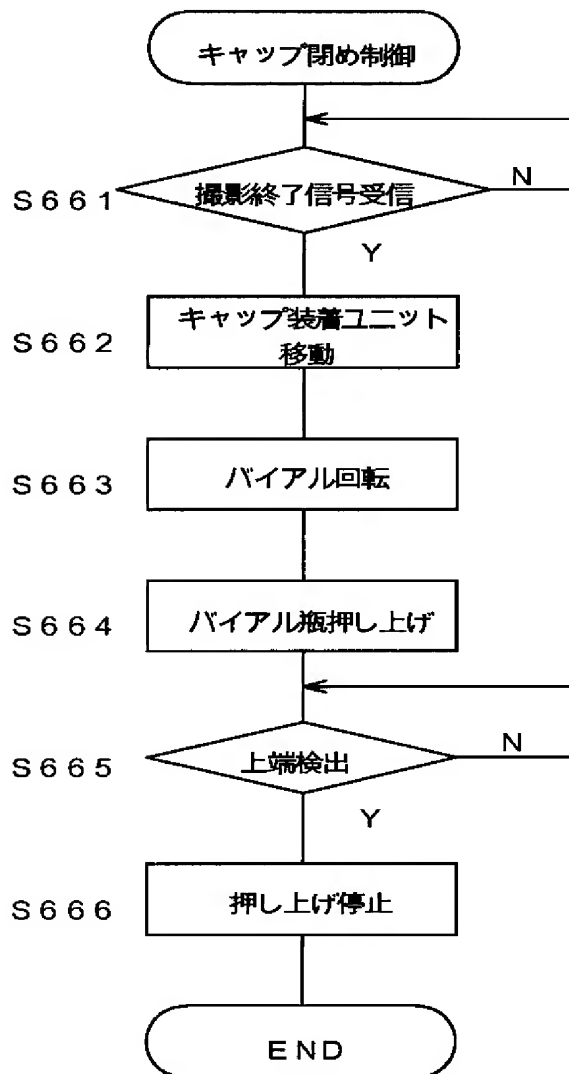 キャップ閉め制御
S661
撮影終了信号受信
N
Y
S662
キャップ装着ユニット
移動
S663
バイアル回転
S664
バイアル瓶押し上げ
S665
上端検出
N
Y
S666
押し上げ停止
END